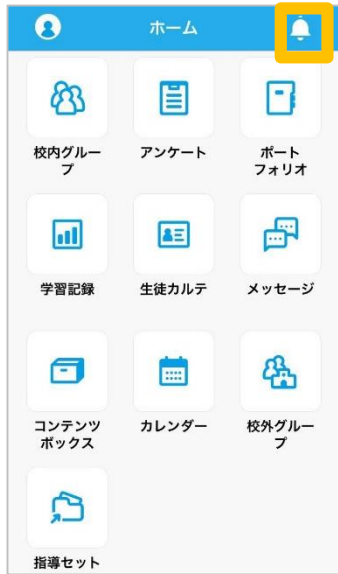 ホーム
校内グルー
プ
アンケート
ポート
フォリオ
学習記録
生徒カルテ
メッセージ
コンテンツ
ボックス
カレンダー
校外グルー
プ
指導セット